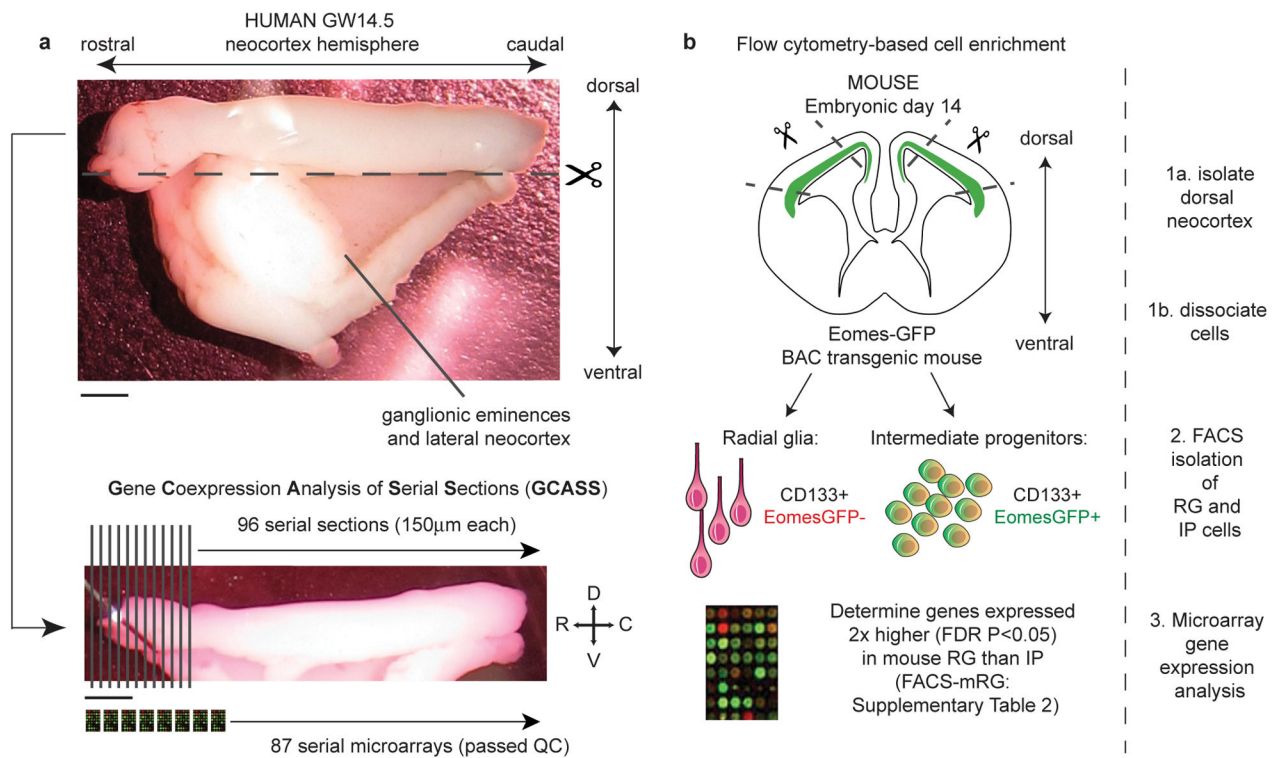 a
HUMAN GW14.5
neocortex hemisphere
rostral
caudal
dorsal
ventral
ganglionic eminences
and lateral neocortex
Gene Coexpression Analysis of Serial Sections (GCASS)
96 serial sections (150μm each)
D
R C
V
87 serial microarrays (passed QC)
b
Flow cytometry-based cell enrichment
MOUSE
Embryonic day 14
dorsal
ventral
Eomes-GFP
BAC transgenic mouse
Radial glia:
CD133+
EomesGFP-
Intermediate progenitors:
CD133+
EomesGFP+
Determine genes expressed
2x higher (FDR P<0.05)
in mouse RG than IP
(FACS-mRG:
Supplementary Table 2)
1a. isolate
dorsal
neocortex
1b. dissociate
cells
2. FACS
isolation
of
RG and
IP cells
3. Microarray
gene
expression
analysis